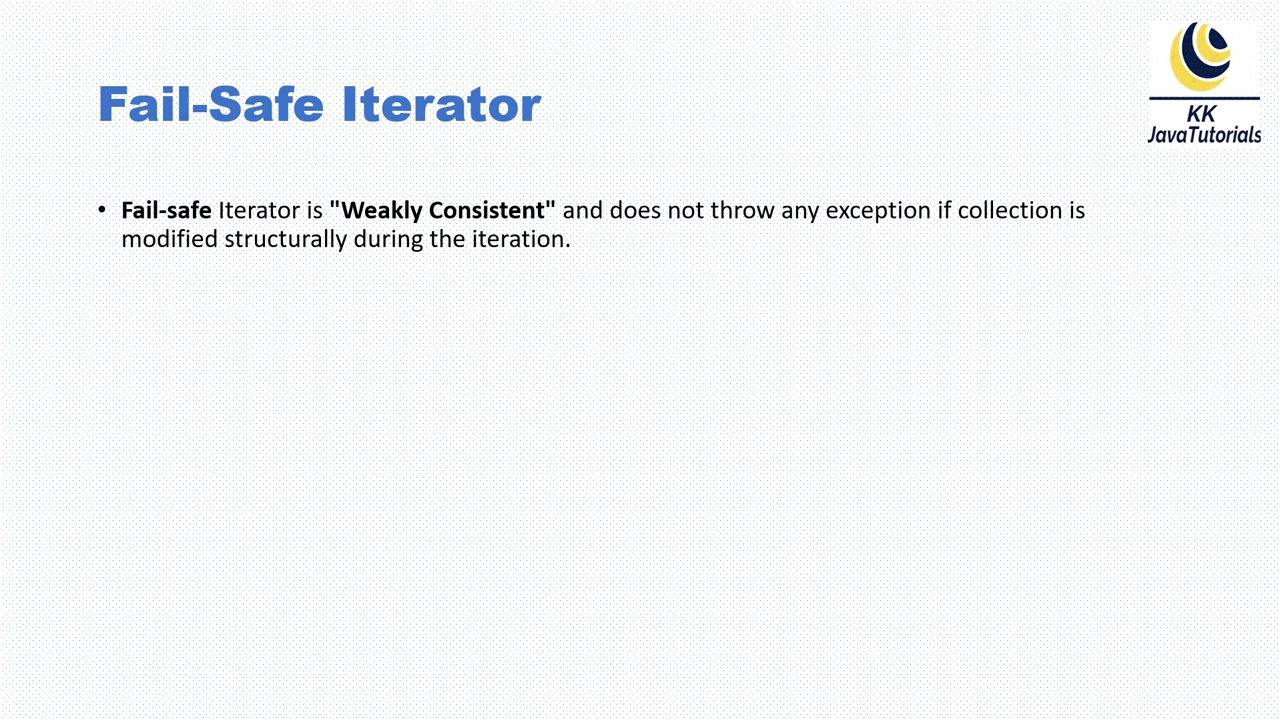 Fail-Safe Iterator
KK
JavaTutorials
• Fail-safe Iterator is "Weakly Consistent" and does not throw any exception if collection is
modified structurally during the iteration.